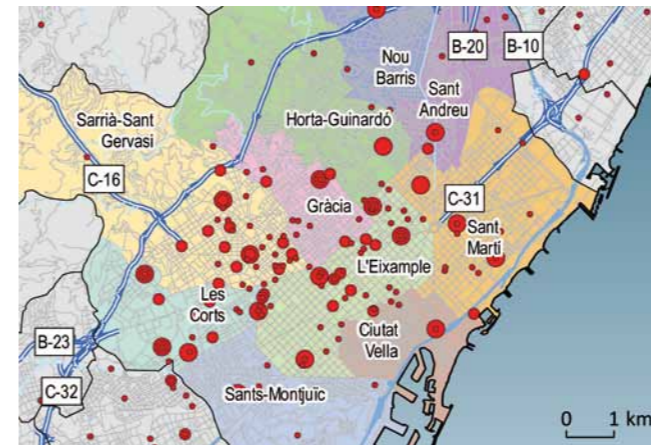 Nou
Barris
B-20
B-10
Sant
Andreu
Sarrià-Sant
Gervasi
Horta-Guinardó
C-16
Gràcia
C-31
Sant
Martí
L'Eixample
Les
Corts
Ciutat
Vella
B-23
C-32
Sants-Montjuïc
0 1 km